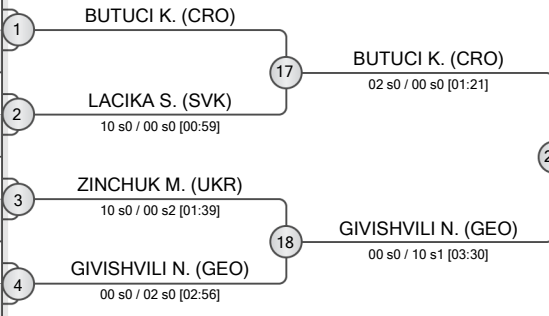 BUTUCI K. (CRO)
1
17
BUTUCI K. (CRO)
02 s0 / 00 s0 [01:21]
LACIKA S. (SVK)
2
10 s0 / 00 s0 [00:59]
ZINCHUK M. (UKR)
3
10 s0 / 00 s2 [01:39]
18
GIVISHVILI N. (GEO)
00 s0 / 10 s1 [03:30]
GIVISHVILI N. (GEO)
4
00 s0 / 02 s0 [02:56]